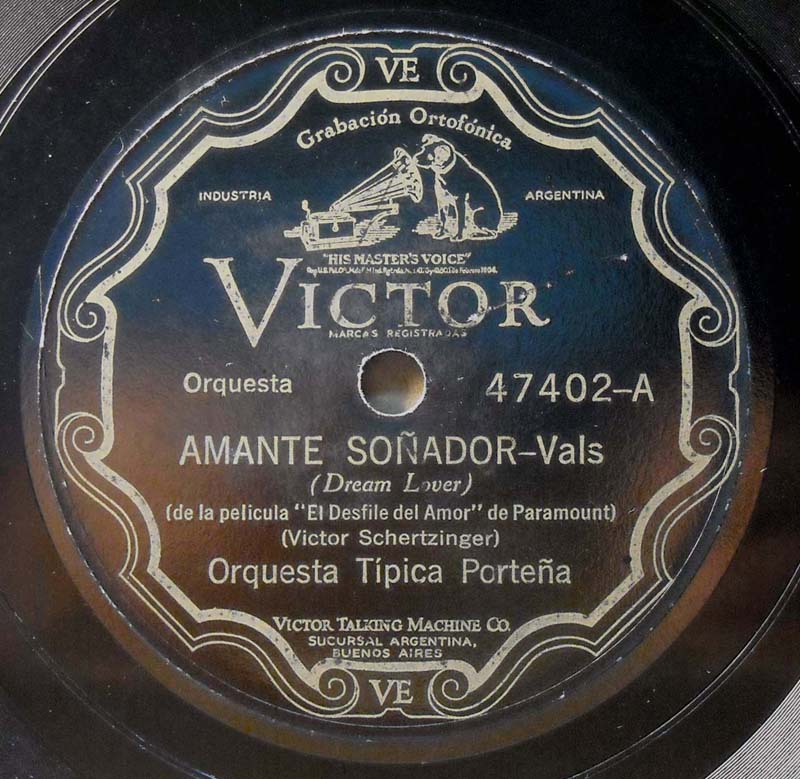 VE
Grabación Ortofónica
INDUSTRIA ARGENTINA
"HIS MASTER'S VOICE"
VICTOR
MARCAS REGISTRADAS
Orquesta 47402-A
AMANTE SOÑADOR-Vals
(Dream Lover)
(de la pelicula "El Desfile del Amor" de Paramount)
(Victor Schertzinger)
Orquesta Típica Porteña
VICTOR TALKING MACHINE CO.
SUCURSAL ARGENTINA,
BUENOS AIRES
VE